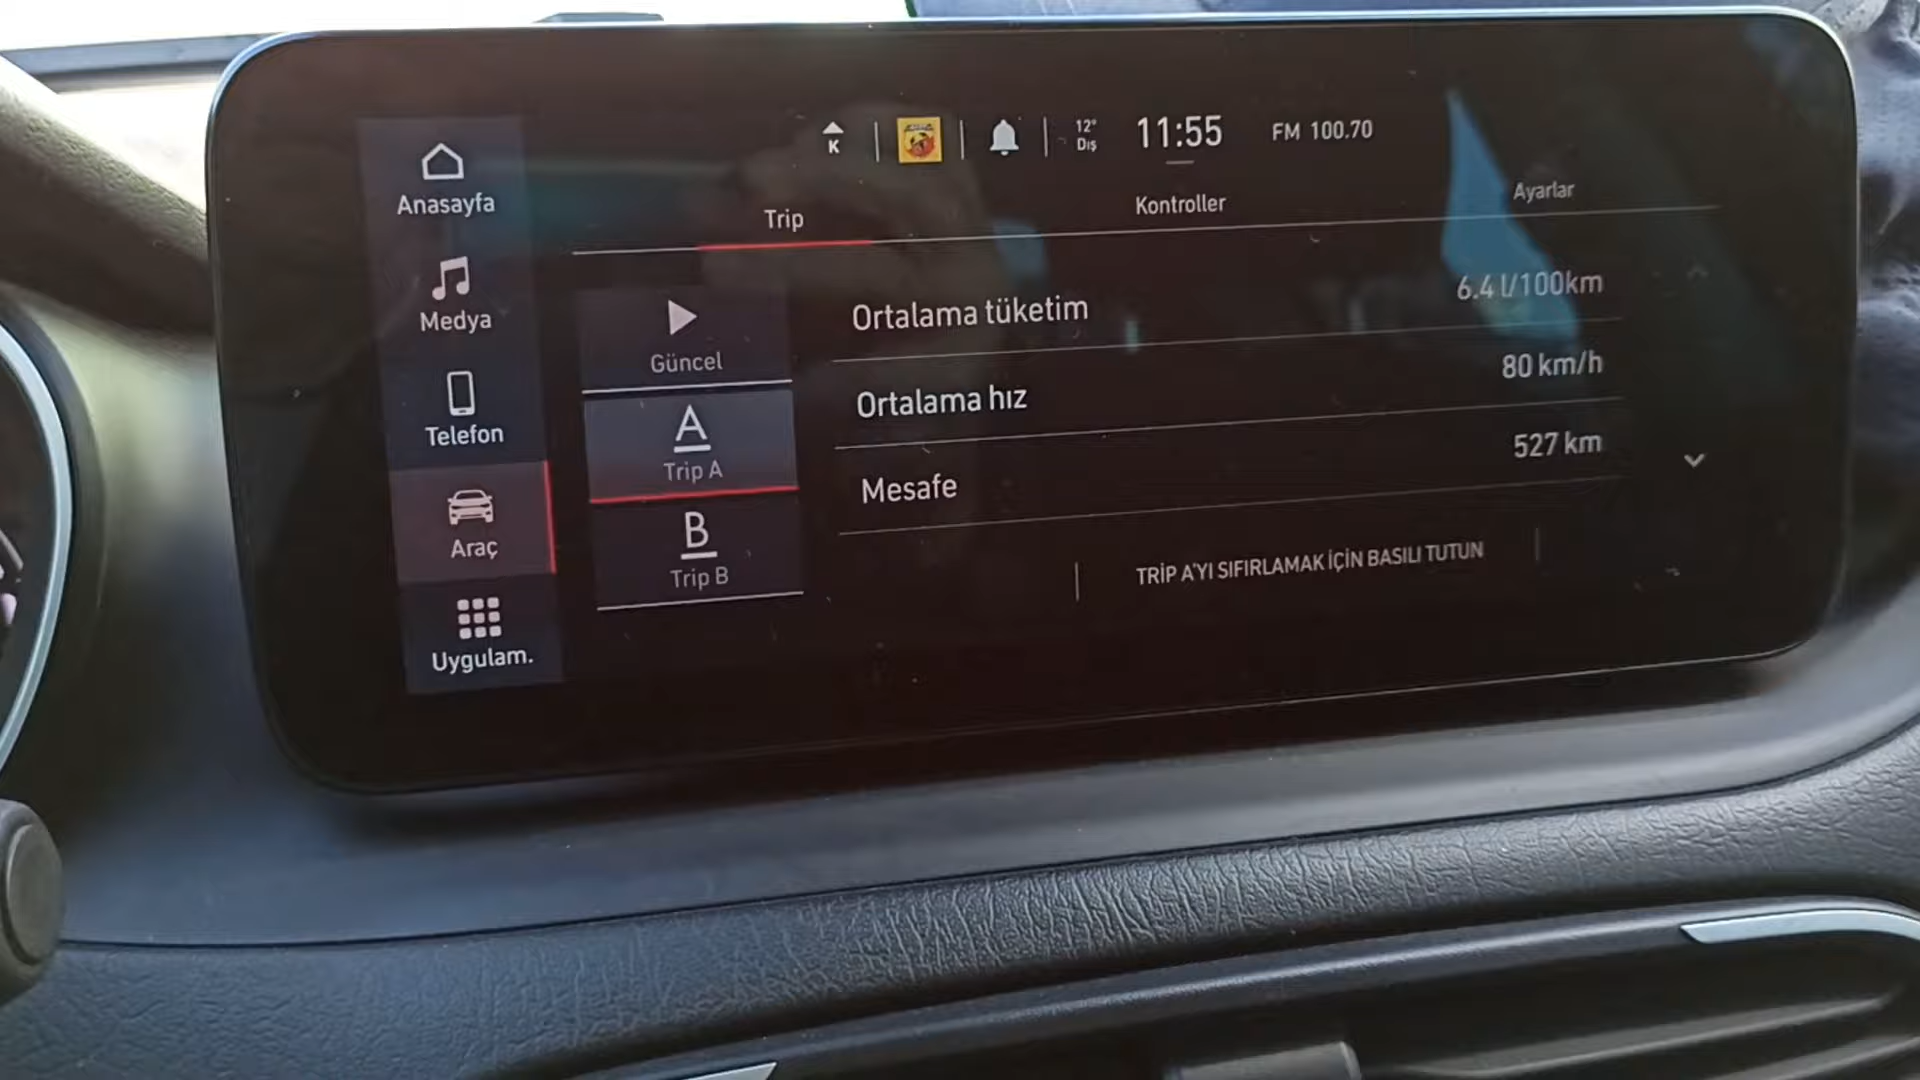 K
12°
Dış
11:55
FM 100.70
Anasayfa
Medya
Telefon
Araç
Uygulam.
Trip
Kontroller
Ayarlar
Güncel
A
Trip A
B
Trip B
Ortalama tüketim
6.4 l/100km
Ortalama hız
80 km/h
Mesafe
527 km
TRİP A'YI SIFIRLAMAK İÇİN BASILI TUTUN